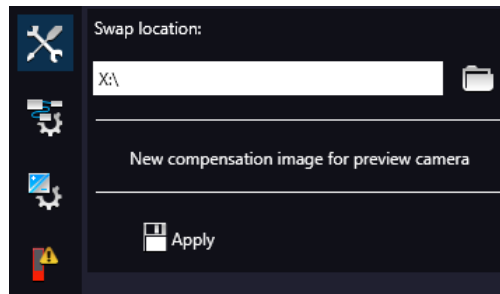 Swap location:
X:\
New compensation image for preview camera
Apply